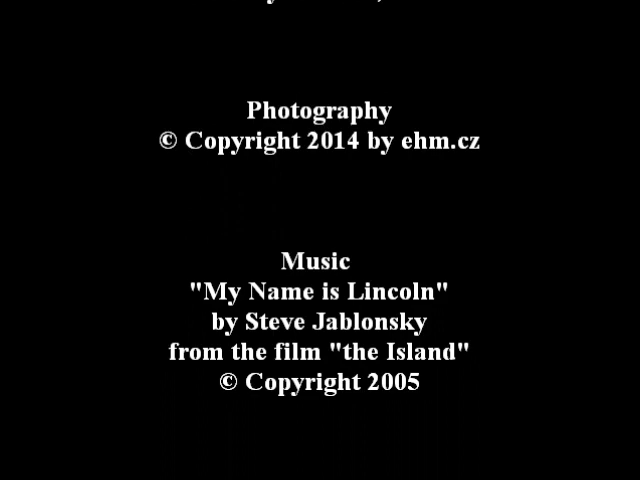 Photography
© Copyright 2014 by ehm.cz
Music
"My Name is Lincoln"
by Steve Jablonsky
from the film "the Island"
© Copyright 2005